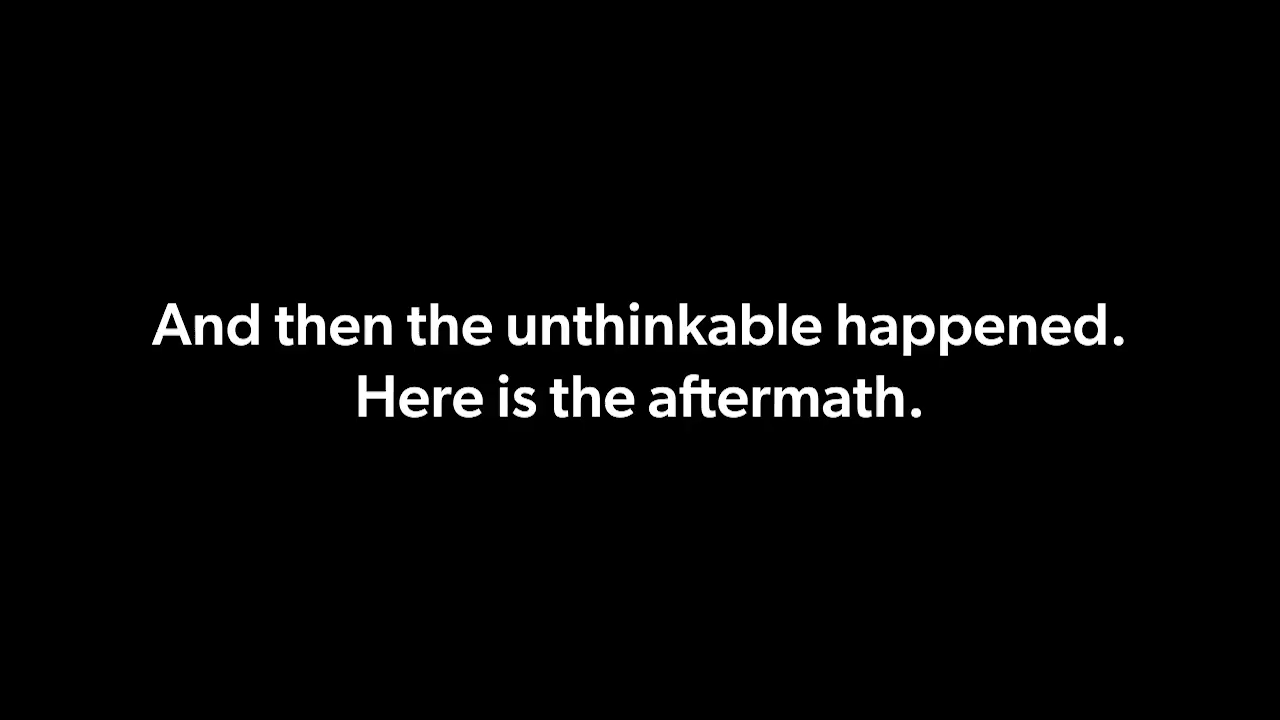 And then the unthinkable happened.
Here is the aftermath.